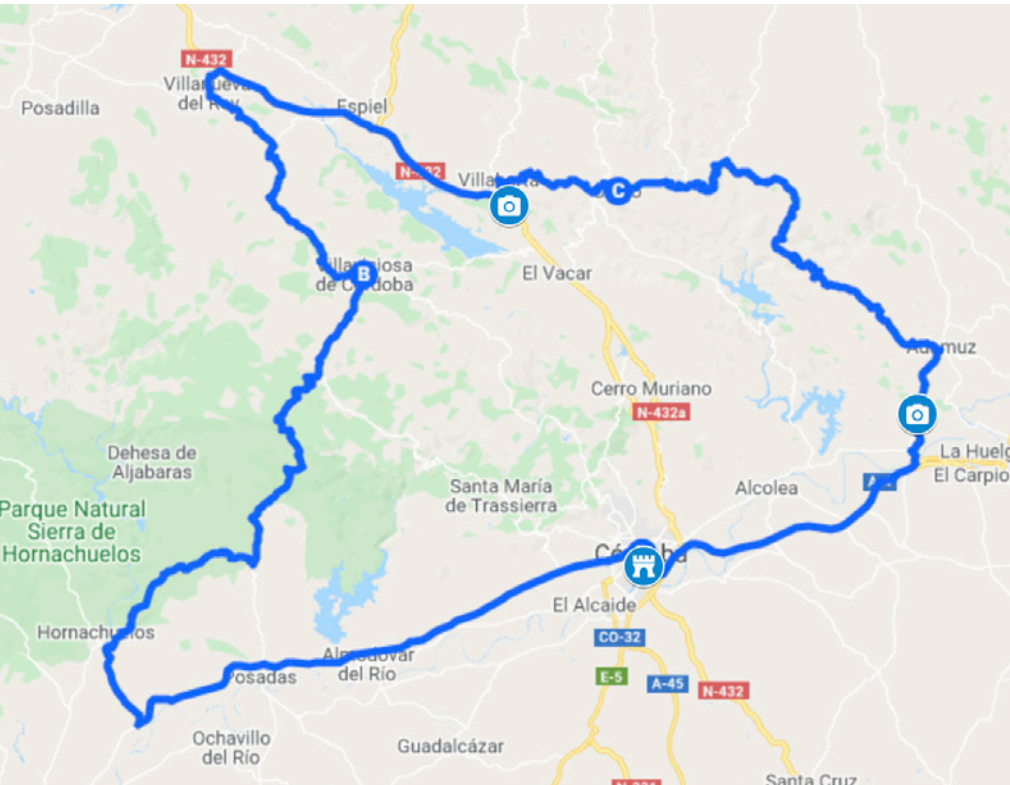 N-432
Villanueva
del Rey
Posadilla
Espiel
N-432
Villaharta
C
Villaviciosa
de Córdoba
B
El Vacar
Adamuz
Cerro Muriano
N-432a
Dehesa de
Aljabaras
La Huelg
El Carpio
Santa María
de Trassierra
Alcolea
Parque Natural
Sierra de
Hornachuelos
Córdoba
El Alcaide
Hornachuelos
CO-32
Almodóvar
del Río
Posadas
E-5
A-45
N-432
Ochavillo
del Río
Guadalcázar
Santa Cruz